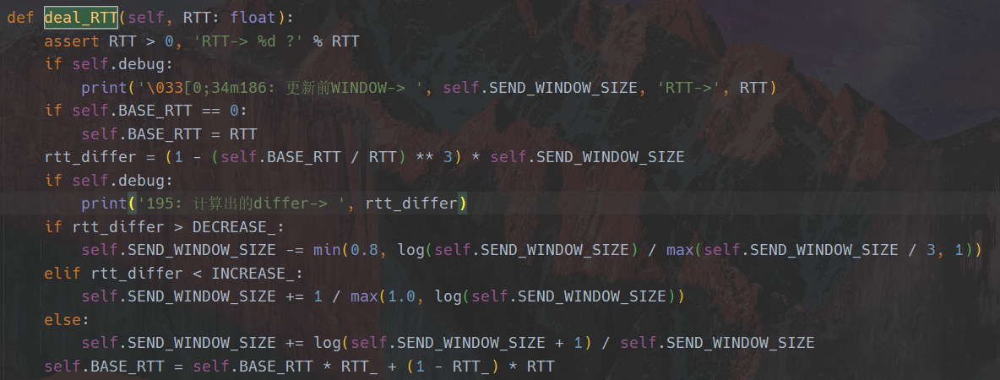 def deal_RTT(self, RTT: float):
    assert RTT > 0, 'RTT-> %d ?' % RTT
    if self.debug:
        print('\033[0;34m186: 更新前WINDOW-> ', self.SEND_WINDOW_SIZE, 'RTT->', RTT)
    if self.BASE_RTT == 0:
        self.BASE_RTT = RTT
    rtt_differ = (1 - (self.BASE_RTT / RTT) ** 3) * self.SEND_WINDOW_SIZE
    if self.debug:
        print('195: 计算出的differ-> ', rtt_differ)
    if rtt_differ > DECREASE_:
        self.SEND_WINDOW_SIZE -= min(0.8, log(self.SEND_WINDOW_SIZE) / max(self.SEND_WINDOW_SIZE / 3, 1))
    elif rtt_differ < INCREASE_:
        self.SEND_WINDOW_SIZE += 1 / max(1.0, log(self.SEND_WINDOW_SIZE))
    else:
        self.SEND_WINDOW_SIZE += log(self.SEND_WINDOW_SIZE + 1) / self.SEND_WINDOW_SIZE
    self.BASE_RTT = self.BASE_RTT * RTT_ + (1 - RTT_) * RTT